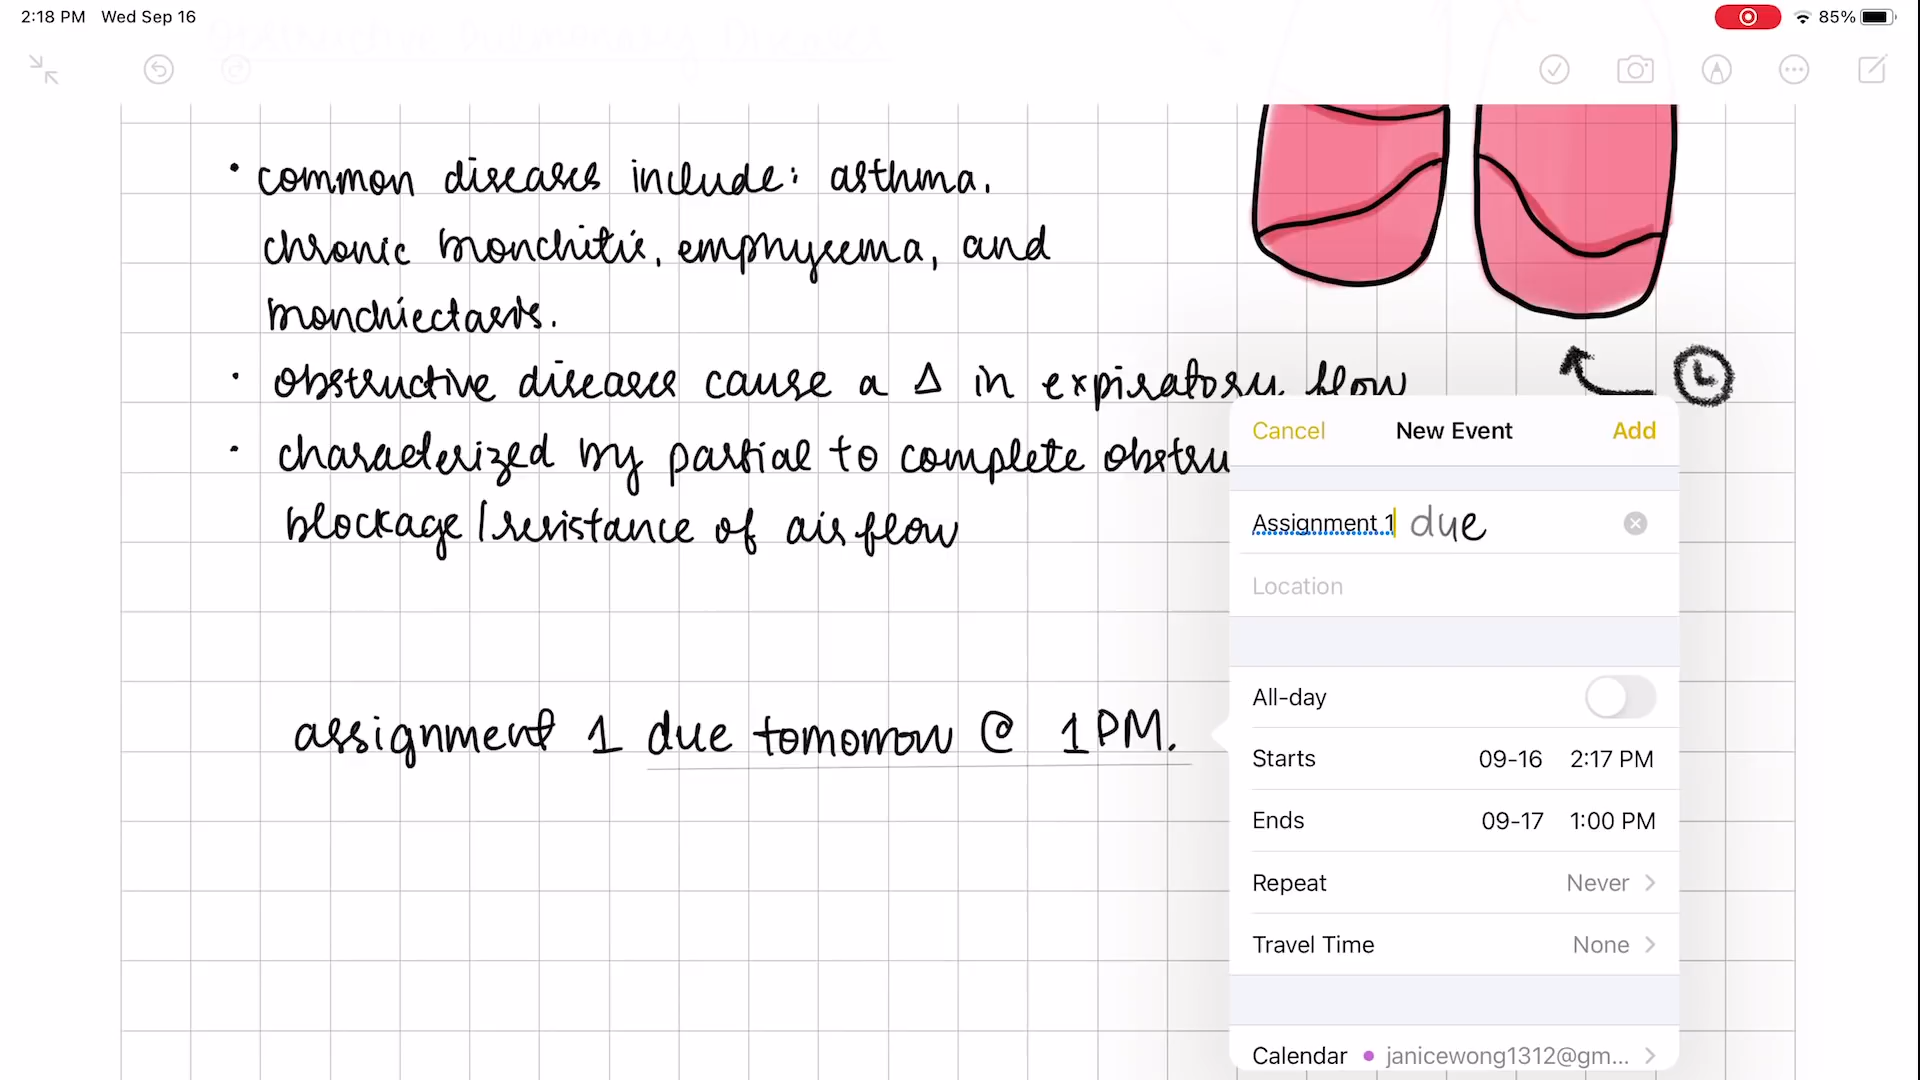 2:18 PM Wed Sep 16
85%
• common diseases include: asthma,
chronic bronchitis, emphysema, and
bronchiectasis.
• obstructive diseases cause a Δ in expiratory flow
• characterized by partial to complete obstru
blockage/resistance of airflow
assignment 1 due tomorrow @ 1PM.
Cancel New Event Add
Assignment 1 due
Location
All-day
Starts 09-16 2:17 PM
Ends 09-17 1:00 PM
Repeat Never
Travel Time None
Calendar janicewong1312@gm...